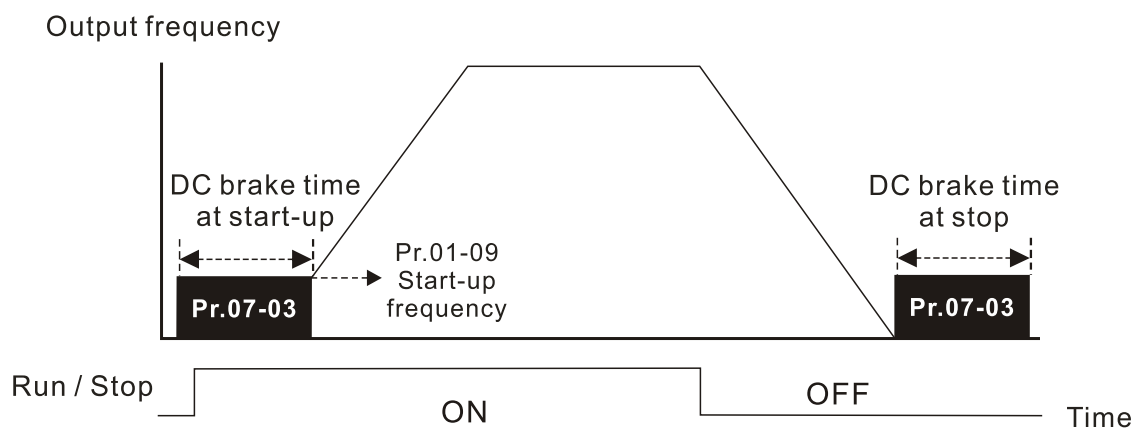 Output frequency
DC brake time
at start-up
DC brake time
at stop
Pr.01-09
Start-up
frequency
Pr.07-03
Pr.07-03
Run / Stop
ON
OFF
Time